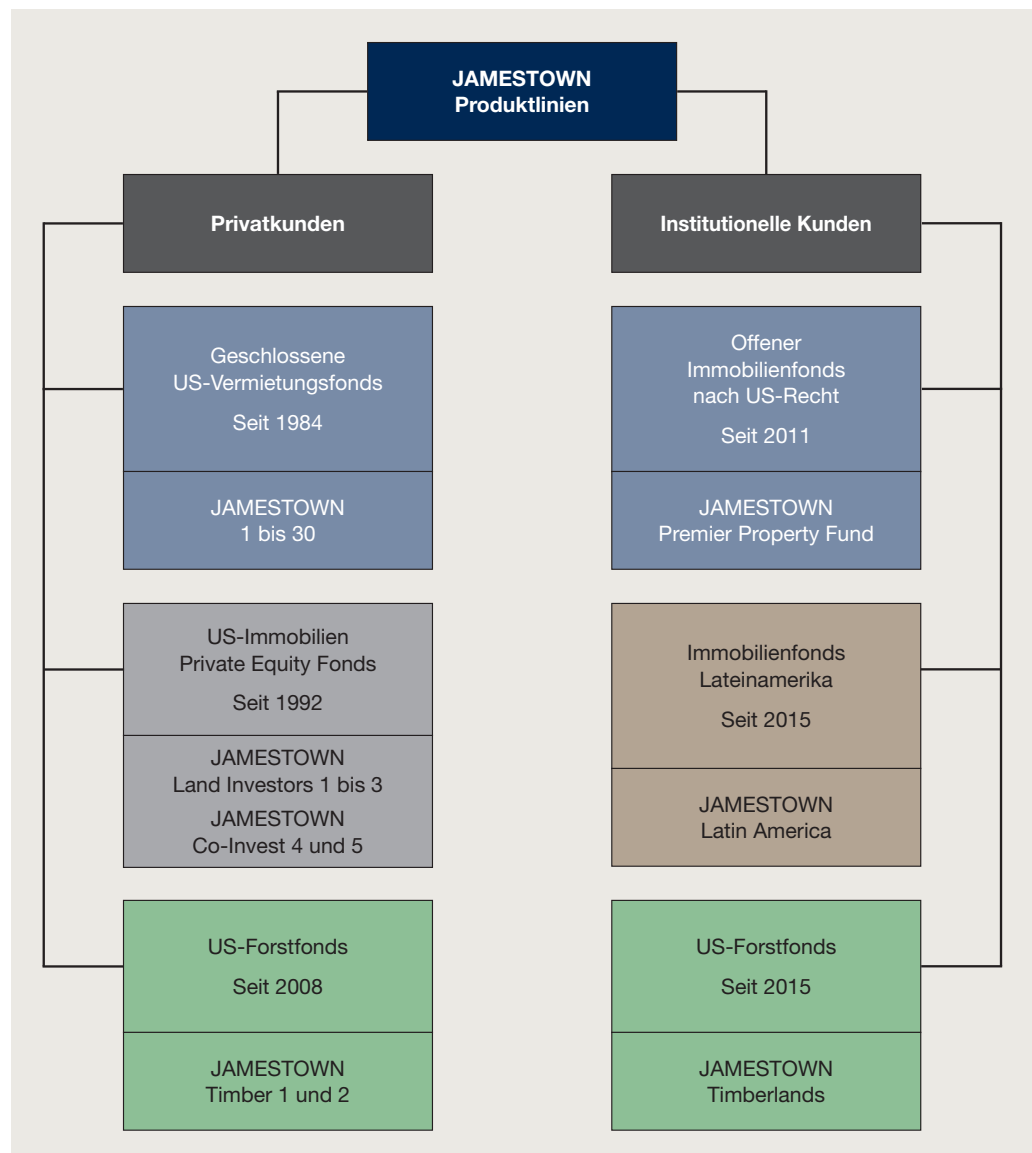 JAMESTOWN
Produktlinien
Privatkunden
Institutionelle Kunden
Geschlossene
US-Vermietungsfonds
Seit 1984
JAMESTOWN
1 bis 30
Offener
Immobilienfonds
nach US-Recht
Seit 2011
JAMESTOWN
Premier Property Fund
US-Immobilien
Private Equity Fonds
Seit 1992
JAMESTOWN
Land Investors 1 bis 3
JAMESTOWN
Co-Invest 4 und 5
Immobilienfonds
Lateinamerika
Seit 2015
JAMESTOWN
Latin America
US-Forstfonds
Seit 2008
JAMESTOWN
Timber 1 und 2
US-Forstfonds
Seit 2015
JAMESTOWN
Timberlands